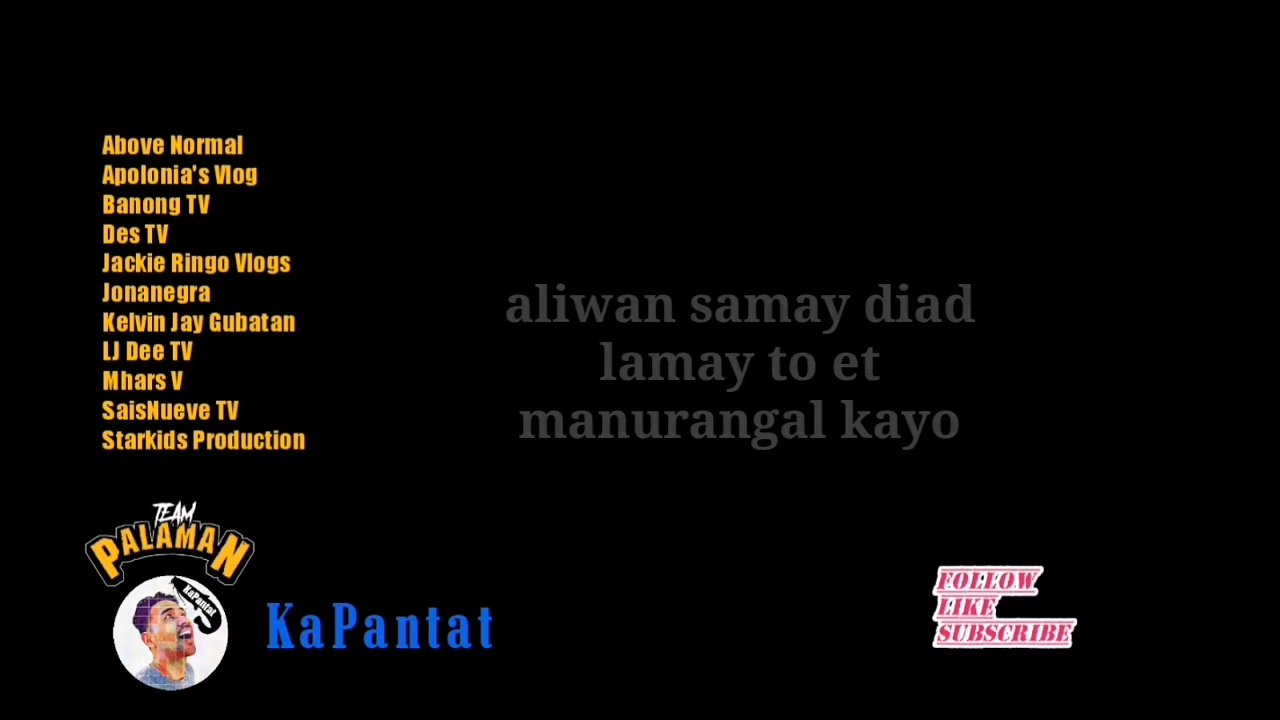 Above Normal
Apolonia's Vlog
Banong TV
Des TV
Jackie Ringo Vlogs
Jonanegra
Kelvin Jay Gubatan
LJ Dee TV
Mhars V
SaisNueve TV
Starkids Production
aliwan samay diad
lamay to et
manurangal kayo
TEAM
PALAMAN
KaPantat
KaPantat
FOLLOW
LIKE
SUBSCRIBE